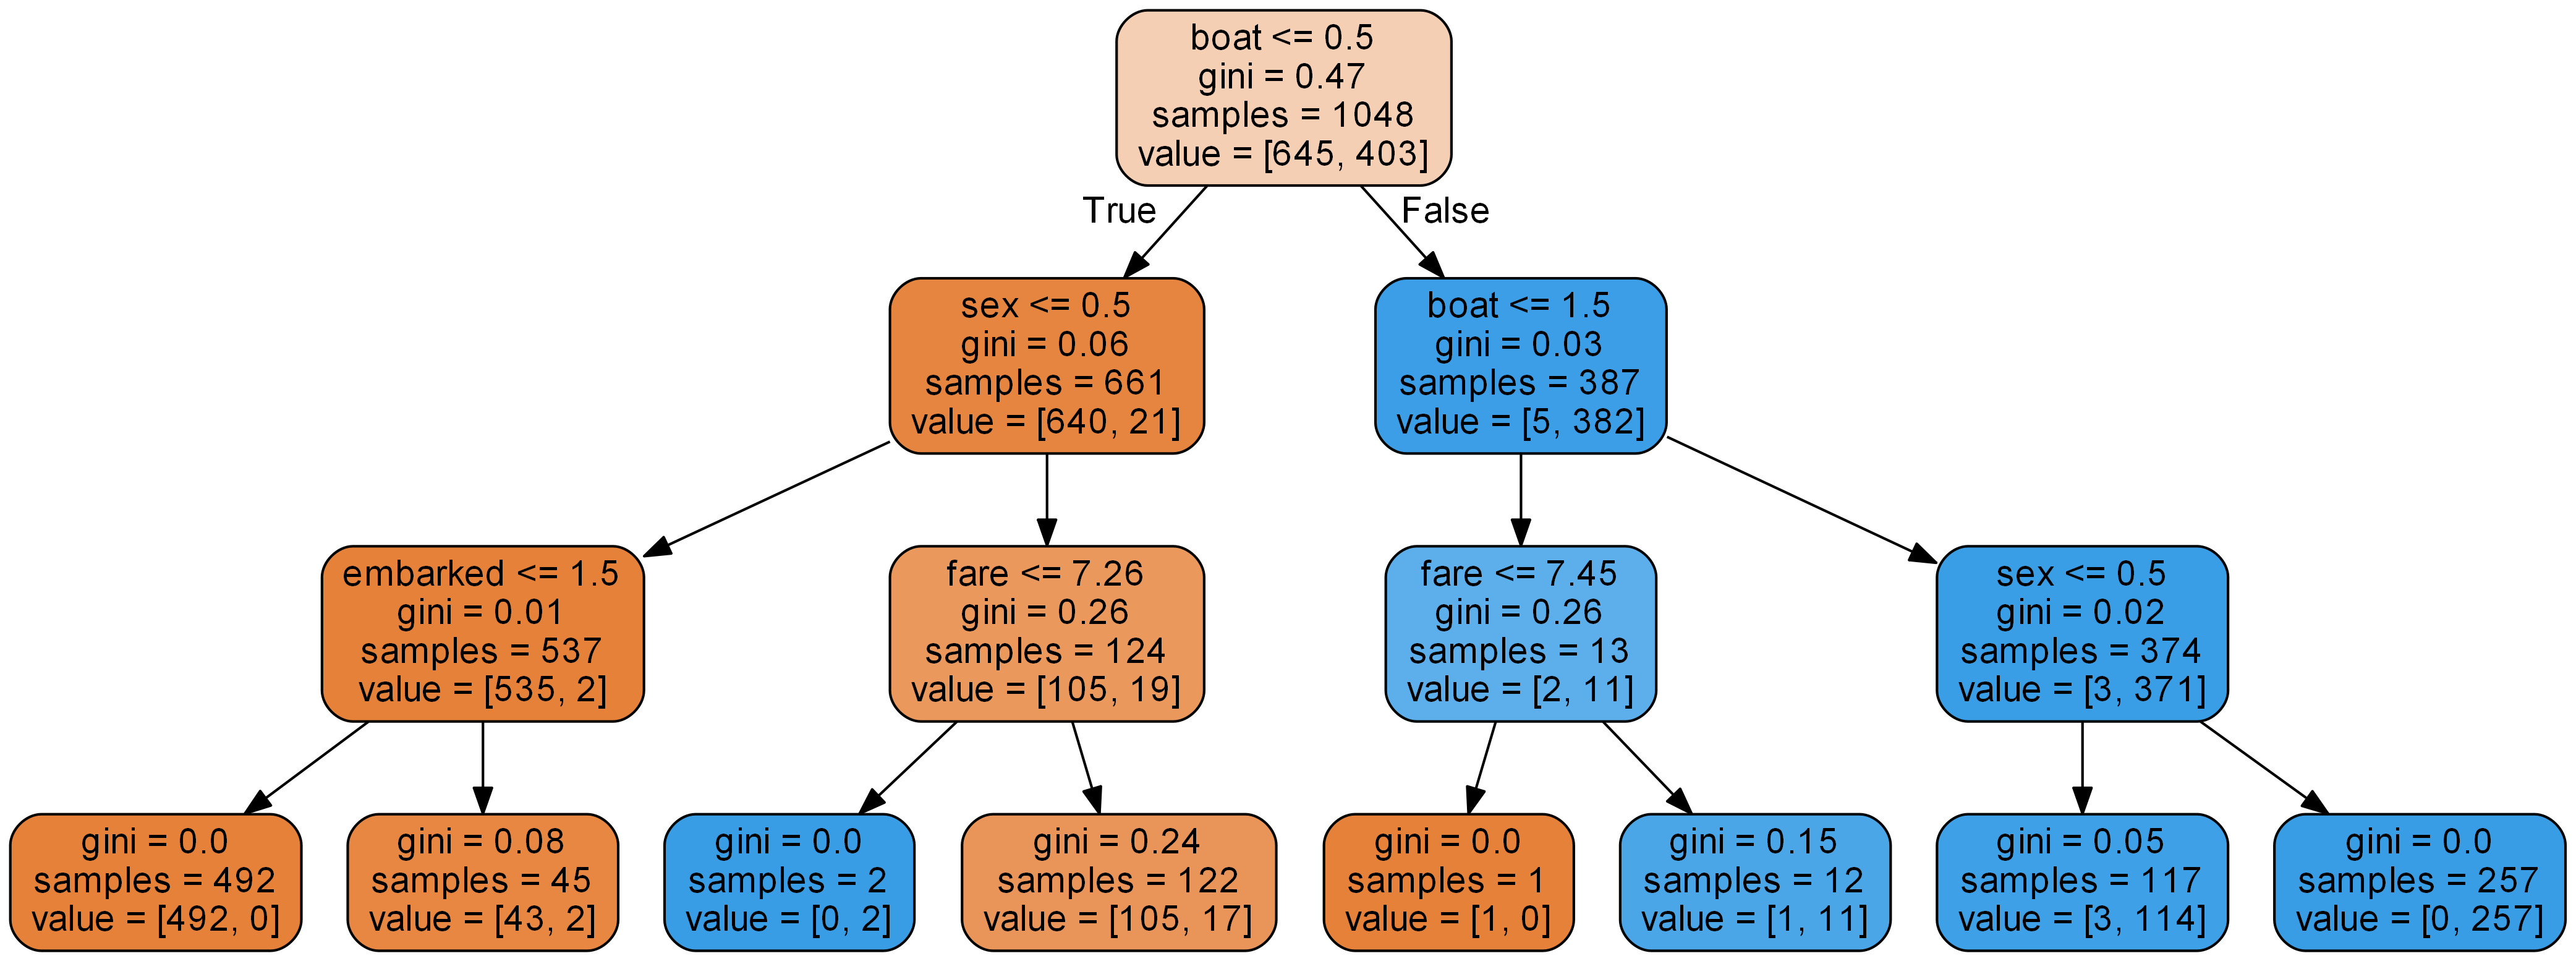 boat <= 0.5
gini = 0.47
samples = 1048
value = [645, 403]
True
False
sex <= 0.5
gini = 0.06
samples = 661
value = [640, 21]
boat <= 1.5
gini = 0.03
samples = 387
value = [5, 382]
embarked <= 1.5
gini = 0.01
samples = 537
value = [535, 2]
fare <= 7.26
gini = 0.26
samples = 124
value = [105, 19]
fare <= 7.45
gini = 0.26
samples = 13
value = [2, 11]
sex <= 0.5
gini = 0.02
samples = 374
value = [3, 371]
gini = 0.0
samples = 492
value = [492, 0]
gini = 0.08
samples = 45
value = [43, 2]
gini = 0.0
samples = 2
value = [0, 2]
gini = 0.24
samples = 122
value = [105, 17]
gini = 0.0
samples = 1
value = [1, 0]
gini = 0.15
samples = 12
value = [1, 11]
gini = 0.05
samples = 117
value = [3, 114]
gini = 0.0
samples = 257
value = [0, 257]